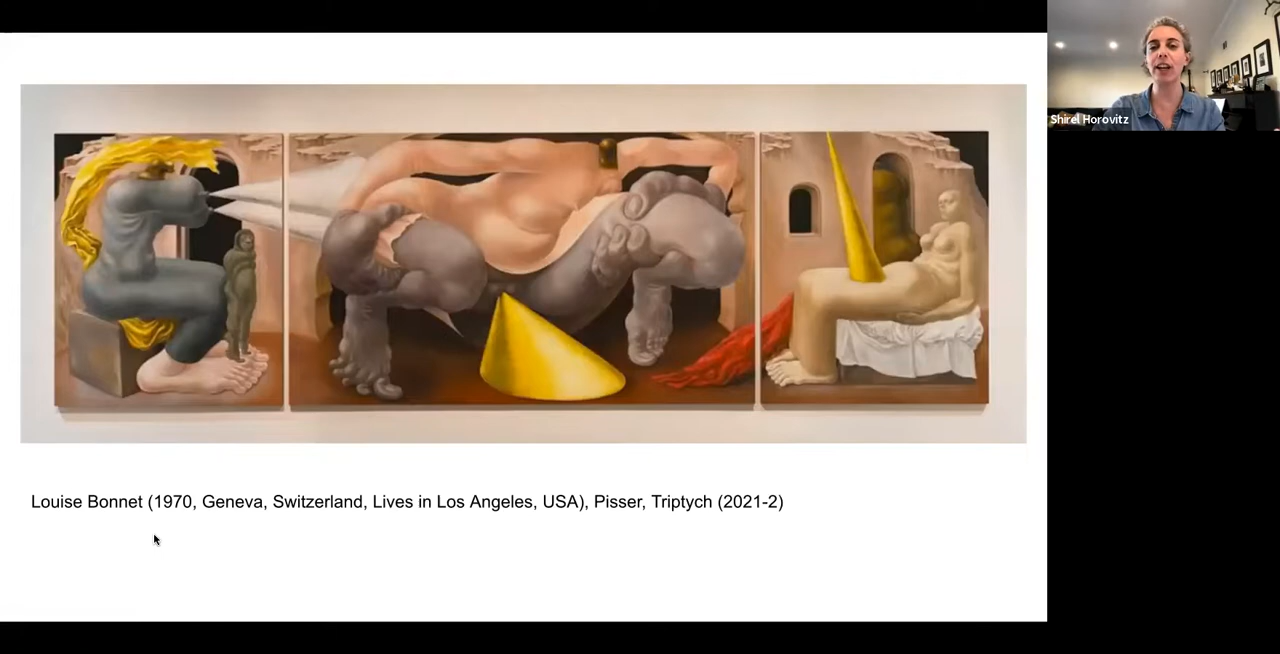 Shirel Horovitz
Louise Bonnet (1970, Geneva, Switzerland, Lives in Los Angeles, USA), Pisser, Triptych (2021-2)